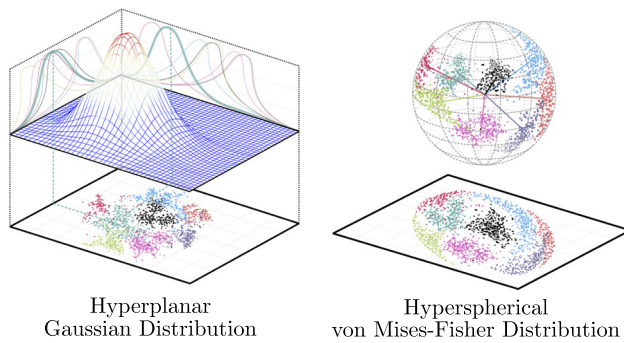 Hyperplanar
Gaussian Distribution
Hyperspherical
von Mises-Fisher Distribution